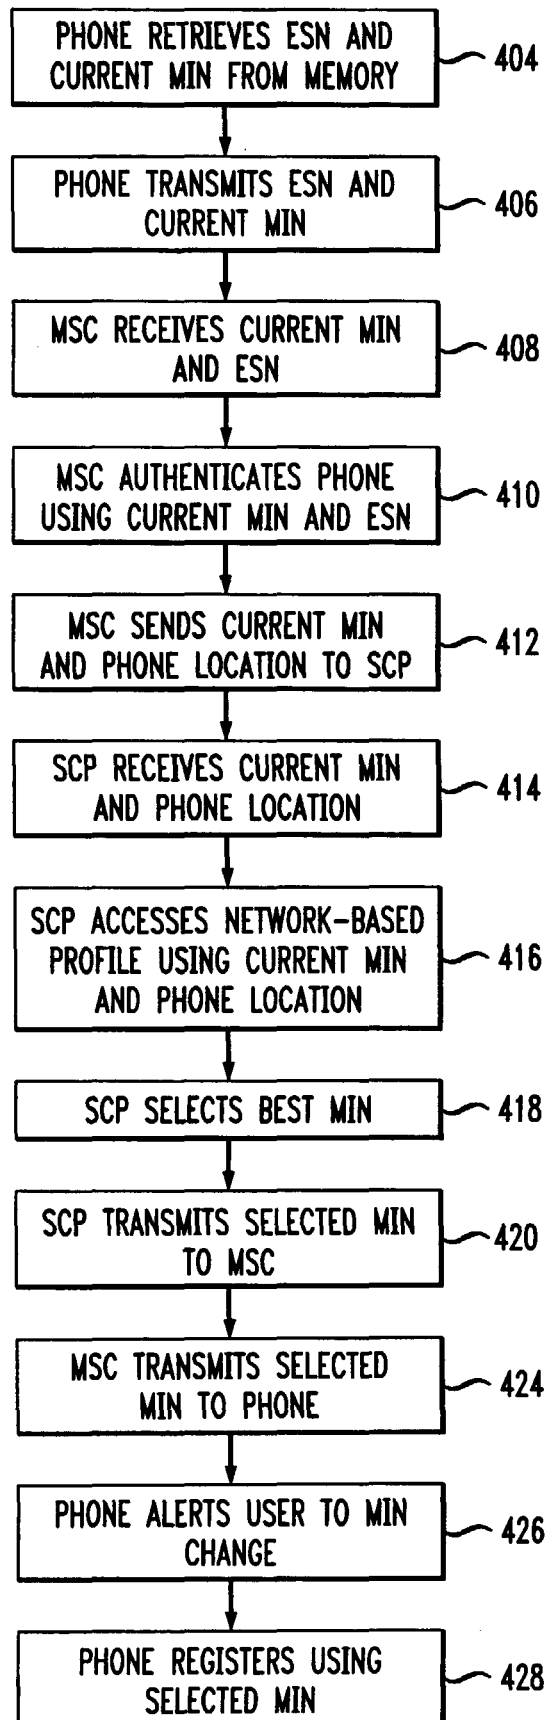 PHONE RETRIEVES ESN AND
CURRENT MIN FROM MEMORY
404
PHONE TRANSMITS ESN AND
CURRENT MIN
406
MSC RECEIVES CURRENT MIN
AND ESN
408
MSC AUTHENTICATES PHONE
USING CURRENT MIN AND ESN
410
MSC SENDS CURRENT MIN
AND PHONE LOCATION TO SCP
412
SCP RECEIVES CURRENT MIN
AND PHONE LOCATION
414
SCP ACCESSES NETWORK-BASED
PROFILE USING CURRENT MIN
AND PHONE LOCATION
416
SCP SELECTS BEST MIN
418
SCP TRANSMITS SELECTED MIN
TO MSC
420
MSC TRANSMITS SELECTED
MIN TO PHONE
424
PHONE ALERTS USER TO MIN
CHANGE
426
PHONE REGISTERS USING
SELECTED MIN
428